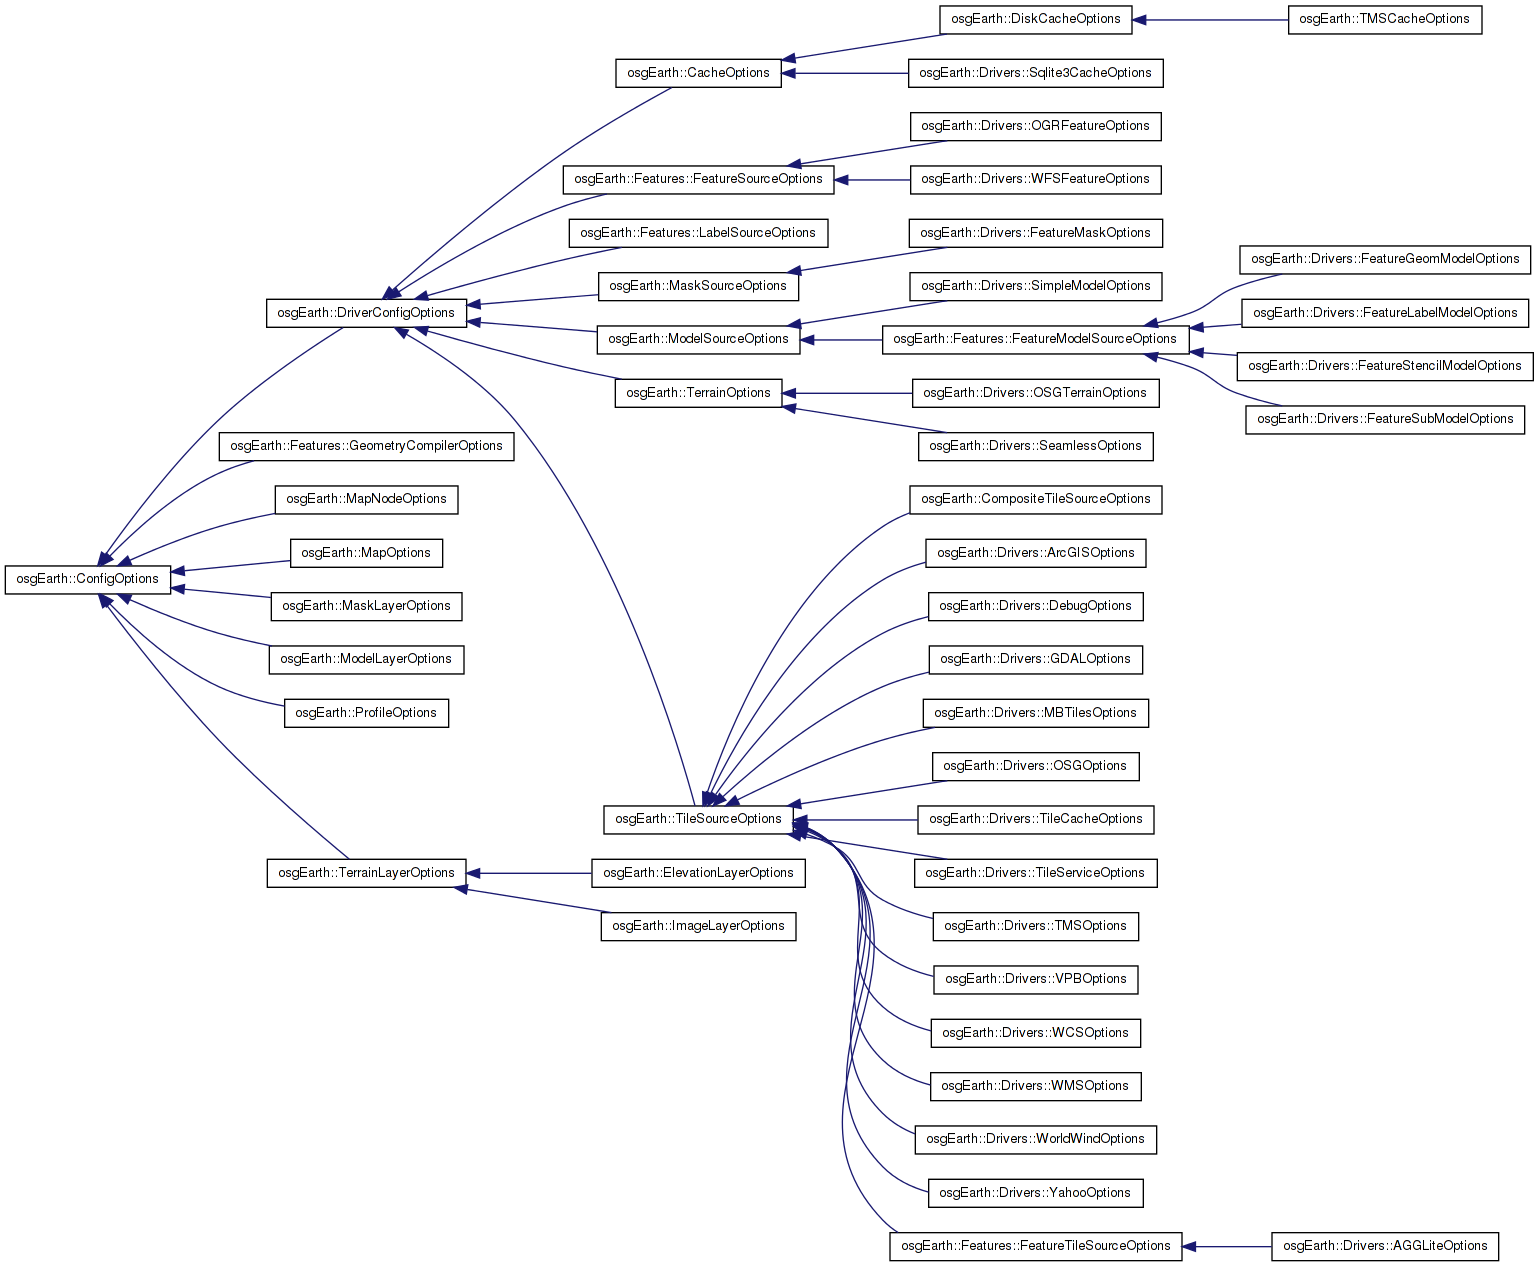 osgEarth::DiskCacheOptions
osgEarth::TMSCacheOptions
osgEarth::CacheOptions
osgEarth::Drivers::Sqlite3CacheOptions
osgEarth::Drivers::OGRFeatureOptions
osgEarth::Features::FeatureSourceOptions
osgEarth::Drivers::WFSFeatureOptions
osgEarth::Features::LabelSourceOptions
osgEarth::Drivers::FeatureMaskOptions
osgEarth::Drivers::FeatureGeomModelOptions
osgEarth::MaskSourceOptions
osgEarth::Drivers::SimpleModelOptions
osgEarth::DriverConfigOptions
osgEarth::Drivers::FeatureLabelModelOptions
osgEarth::ModelSourceOptions
osgEarth::Features::FeatureModelSourceOptions
osgEarth::Drivers::FeatureStencilModelOptions
osgEarth::TerrainOptions
osgEarth::Drivers::OSGTerrainOptions
osgEarth::Drivers::FeatureSubModelOptions
osgEarth::Features::GeometryCompilerOptions
osgEarth::Drivers::SeamlessOptions
osgEarth::MapNodeOptions
osgEarth::CompositeTileSourceOptions
osgEarth::MapOptions
osgEarth::Drivers::ArcGISOptions
osgEarth::ConfigOptions
osgEarth::MaskLayerOptions
osgEarth::Drivers::DebugOptions
osgEarth::ModelLayerOptions
osgEarth::Drivers::GDALOptions
osgEarth::ProfileOptions
osgEarth::Drivers::MBTilesOptions
osgEarth::Drivers::OSGOptions
osgEarth::TileSourceOptions
osgEarth::Drivers::TileCacheOptions
osgEarth::TerrainLayerOptions
osgEarth::ElevationLayerOptions
osgEarth::Drivers::TileServiceOptions
osgEarth::ImageLayerOptions
osgEarth::Drivers::TMSOptions
osgEarth::Drivers::VPBOptions
osgEarth::Drivers::WCSOptions
osgEarth::Drivers::WMSOptions
osgEarth::Drivers::WorldWindOptions
osgEarth::Drivers::YahooOptions
osgEarth::Features::FeatureTileSourceOptions
osgEarth::Drivers::AGGLiteOptions